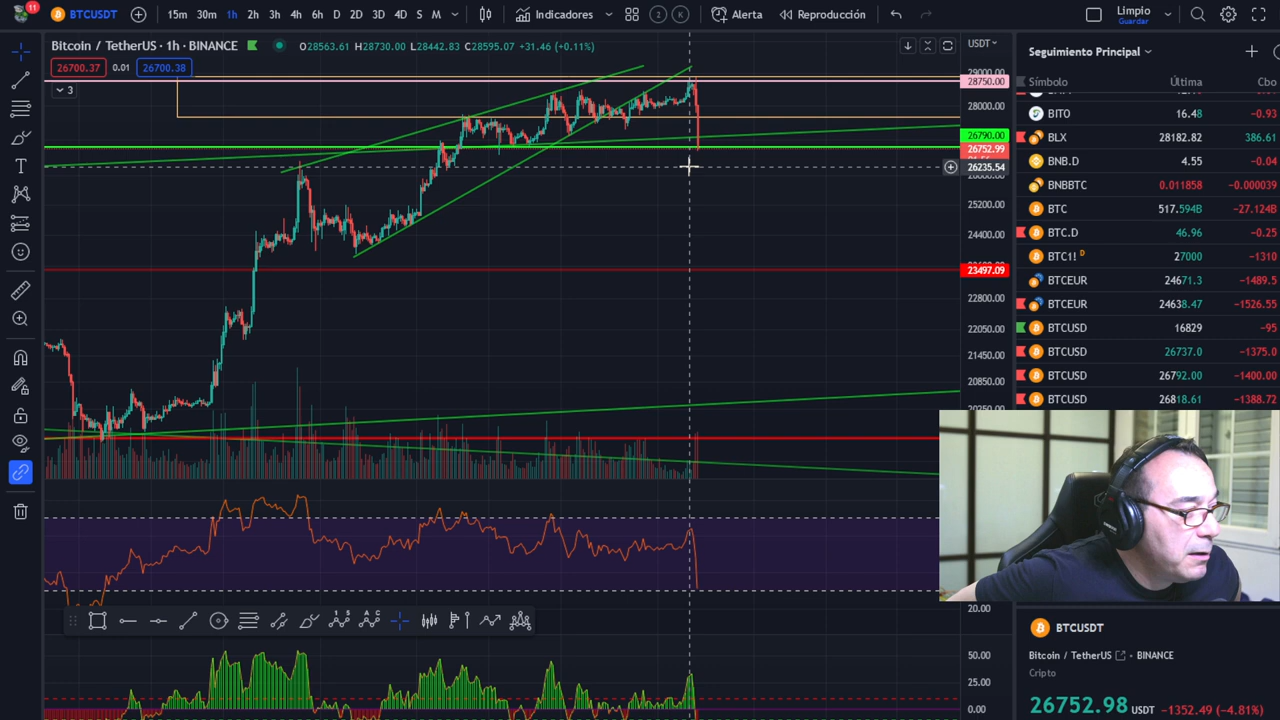 11
BTCUSDT
15m 30m 1h 2h 3h 4h 6h D 2D 3D 4D S M
Indicadores
2 K
Alerta
Reproducción
Limpio
Guardar
Bitcoin / TetherUS · 1h · BINANCE
O28563.61 H28730.00 L28442.83 C28595.07 +31.46 (+0.11%)
26700.37 0.01 26700.38
3
USDT
29000.00
28750.00
28000.00
26790.00
26752.99
26235.54
25200.00
24400.00
23497.09
22800.00
22050.00
21450.00
20850.00
20250.00
20.00
50.00
25.00
0.00
Seguimiento Principal
Símbolo Última Cbo
BITO 16.48 -0.93
BLX 28182.82 386.61
BNB.D 4.55 -0.04
BNBBTC 0.011858 -0.000039
BTC 517.594B -27.124B
BTC.D 46.96 -0.25
BTC1! D 27000 -1310
BTCEUR 24671.3 -1489.5
BTCEUR 24638.47 -1526.55
BTCUSD 16829 -95
BTCUSD 26737.0 -1375.0
BTCUSD 26792.00 -1400.00
BTCUSD 26818.61 -1388.72
BTCUSDT
Bitcoin / TetherUS · BINANCE
Cripto
26752.98 USDT -1352.49 (-4.81%)